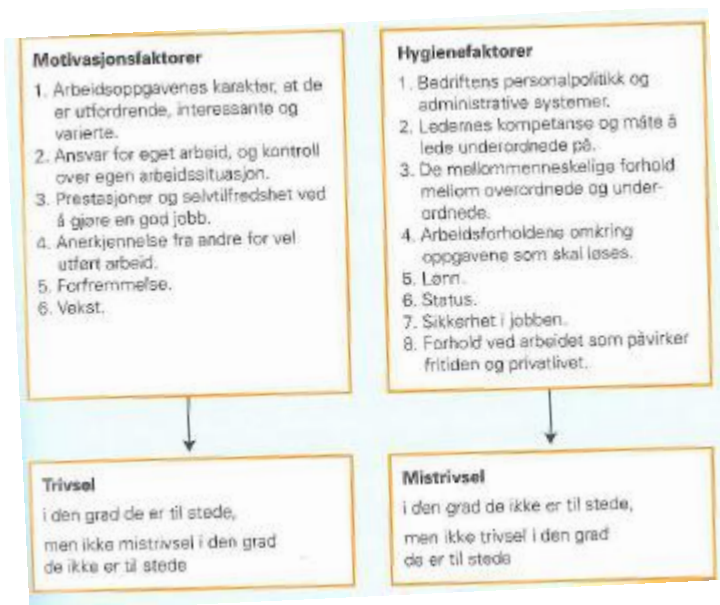 Motivasjonsfaktorer
1. Arbeidsoppgavenes karakter, at de
er utfordrende, interessante og
varierte.
2. Ansvar for eget arbeid, og kontroll
over egen arbeidssituasjon.
3. Prestasjoner og selvtilfredshet ved
å gjøre en god jobb.
4. Anerkjennelse fra andre for vel
utført arbeid.
5. Forfremmelse.
6. Vekst.
Hygienefaktorer
1. Bedriftens personalpolitikk og
administrative systemer.
2. Ledernes kompetanse og måte å
lede underordnede på.
3. De mellommenneskelige forhold
mellom overordnede og under-
ordnede.
4. Arbeidsforholdene omkring
oppgavene som skal løses.
5. Lønn.
6. Status.
7. Sikkerhet i jobben.
8. Forhold ved arbeidet som påvirker
fritiden og privatlivet.
Trivsel
i den grad de er til stede,
men ikke mistrivsel i den grad
de ikke er til stede
Mistrivsel
i den grad de ikke er til stede,
men ikke trivsel i den grad
de er til stede